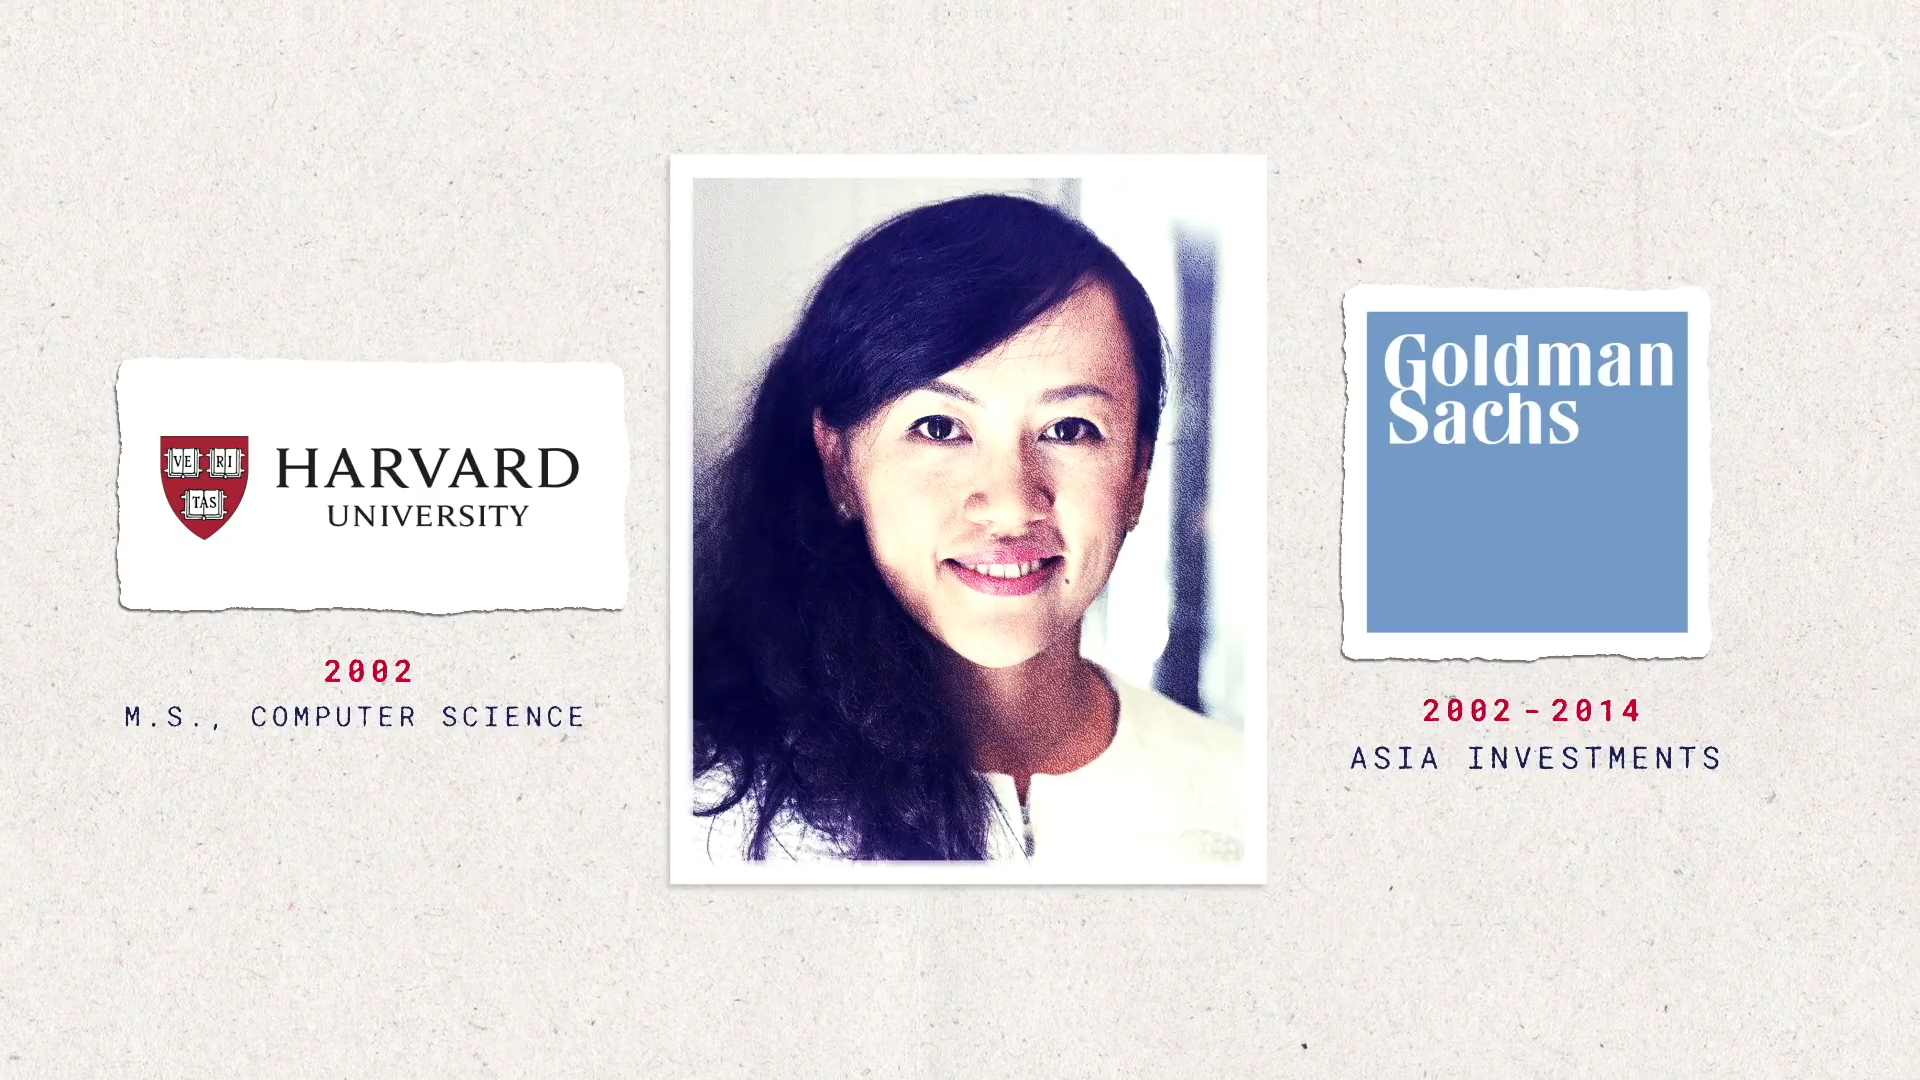 VE RI
TAS
HARVARD
UNIVERSITY
2002
M.S., COMPUTER SCIENCE
Goldman
Sachs
2002-2014
ASIA INVESTMENTS